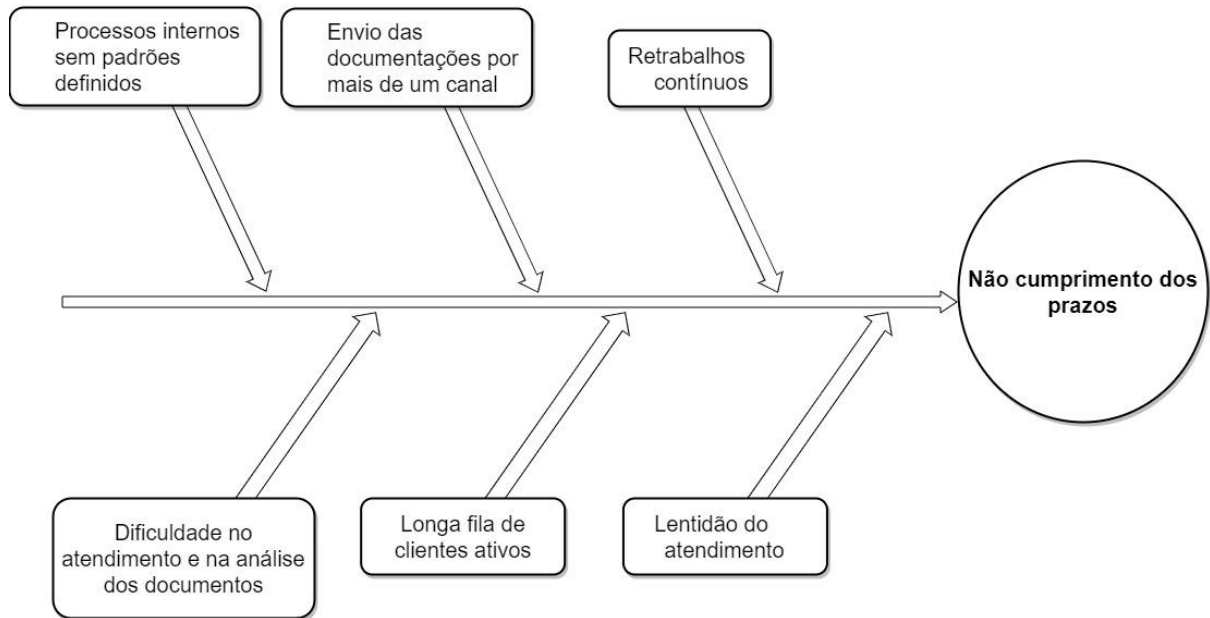 Processos internos
sem padrões
definidos
Envio das
documentações por
mais de um canal
Retrabalhos
contínuos
Não cumprimento dos
prazos
Dificuldade no
atendimento e na análise
dos documentos
Longa fila de
clientes ativos
Lentidão do
atendimento